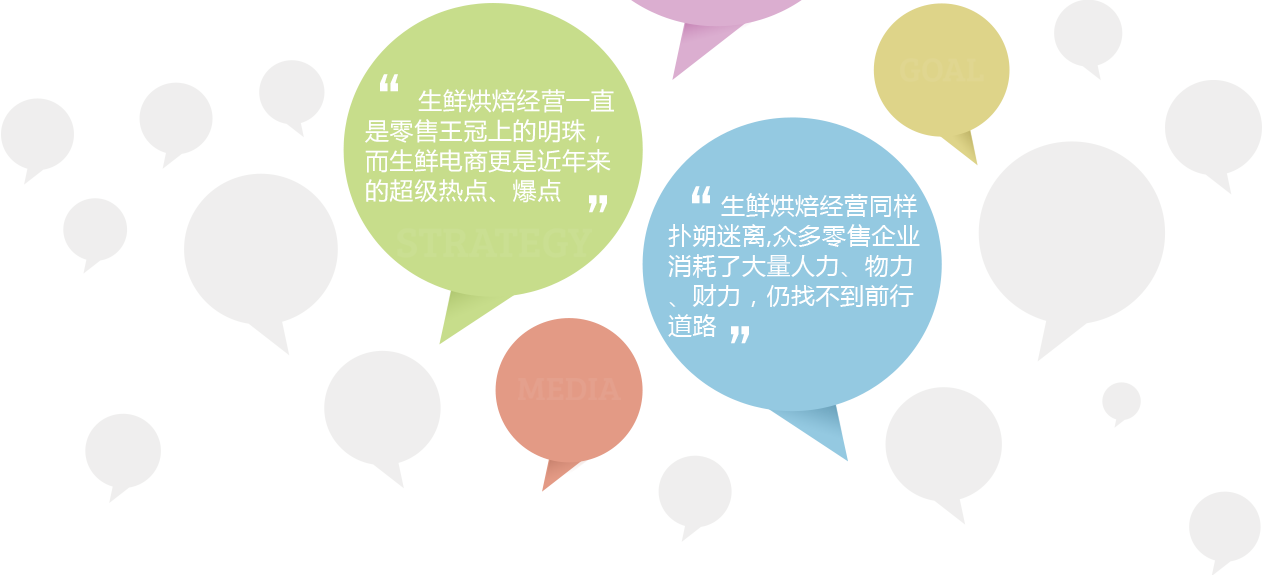 GOAL
❝ 生鲜烘焙经营一直
是零售王冠上的明珠，
而生鲜电商更是近年来
的超级热点、爆点 ❞
STRATEGY
❝ 生鲜烘焙经营同样
扑朔迷离,众多零售企业
消耗了大量人力、物力
、财力，仍找不到前行
道路 ❞
MEDIA